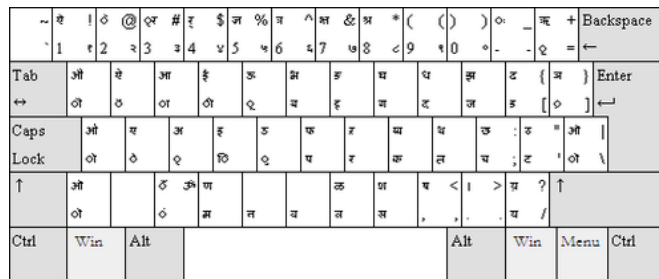 ~ ऐ ! ठ @ र # र् $ ज्ञ % त्र ^ क्ष & श्र * ( ( ) ) ः _ ऋ + Backspace
` 1 १ 2 २ 3 ३ 4 ४ 5 ५ 6 ६ 7 ७ 8 ८ 9 ९ 0 ० - - ृ = ←
Tab औ ऐ आ ई ऊ भ ङ घ ध झ ढ { ञ } Enter
↔ ौ ै ा ी ू ब ह ग द ज ड [ ़ ] ←┘
Caps ओ ए अ इ उ फ ऱ ख थ छ : ठ " ऑ |
Lock ो े ् ि ु प र क त च ; ट ' ॉ \
↑ ऒ ँ ॐ ण ळ श ष < । > य़ ? ↑
ॊ ं म न व ल स , , . . य /
Ctrl Win Alt Alt Win Menu Ctrl